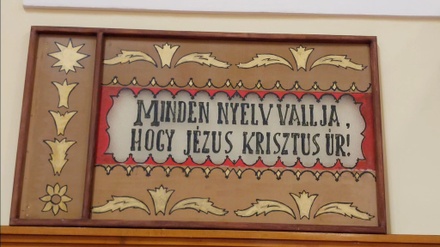 MINDEN NYELV VALLJA,
HOGY JÉZUS KRISZTUS ÚR!